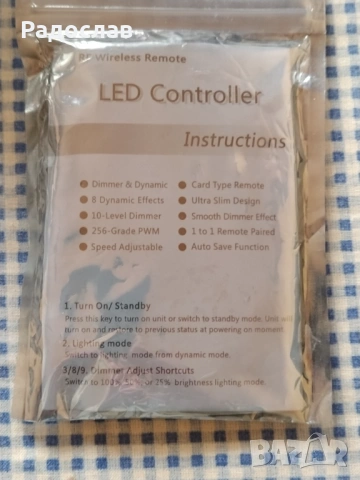 Радослав
RF Wireless Remote
LED Controller
Instructions
Dimmer & Dynamic
Card Type Remote
8 Dynamic Effects
Ultra Slim Design
10-Level Dimmer
Smooth Dimmer Effect
256-Grade PWM
1 to 1 Remote Paired
Speed Adjustable
Auto Save Function
1. Turn On/ Standby
Press this key to turn on unit or switch to standby mode. Unit will
turn on and restore to previous status at powering on moment.
2. Lighting mode
Switch to lighting mode from dynamic mode.
3/8/9. Dimmer Adjust Shortcuts
Switch to 100% 50% or 25% brightness lighting mode.
Радослав
BAZAR